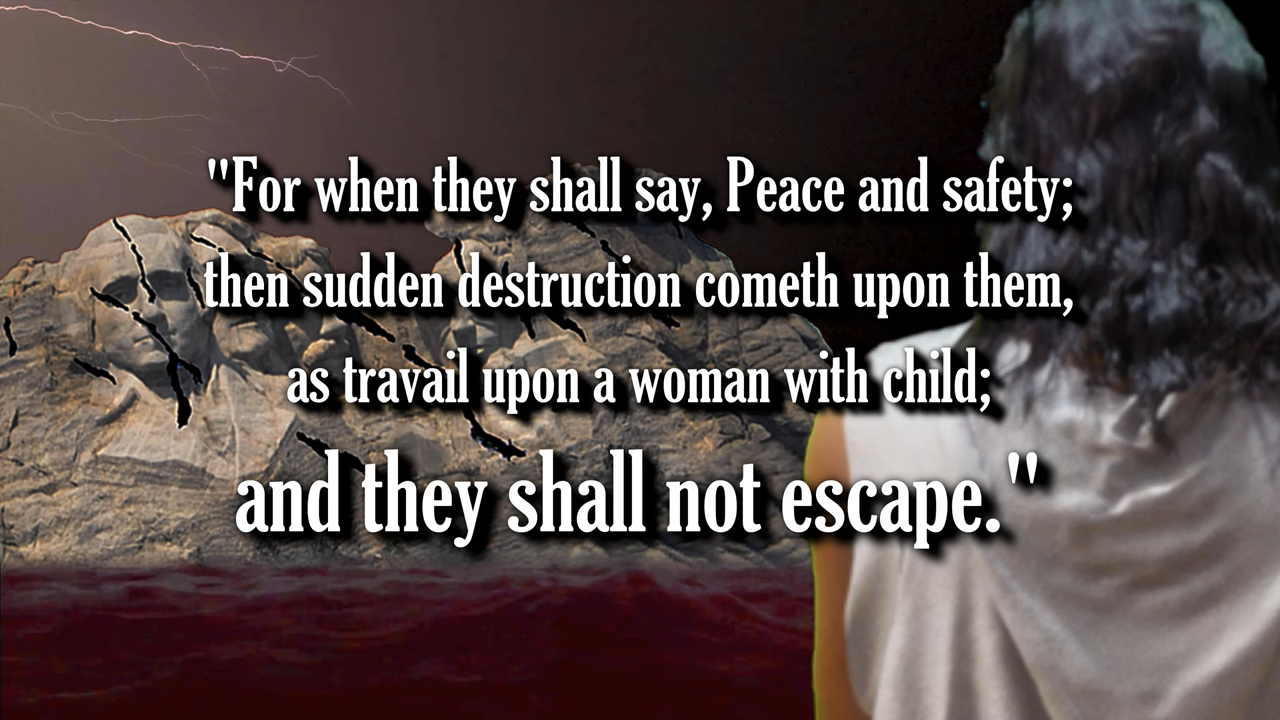 "For when they shall say, Peace and safety;
then sudden destruction cometh upon them,
as travail upon a woman with child;
and they shall not escape."